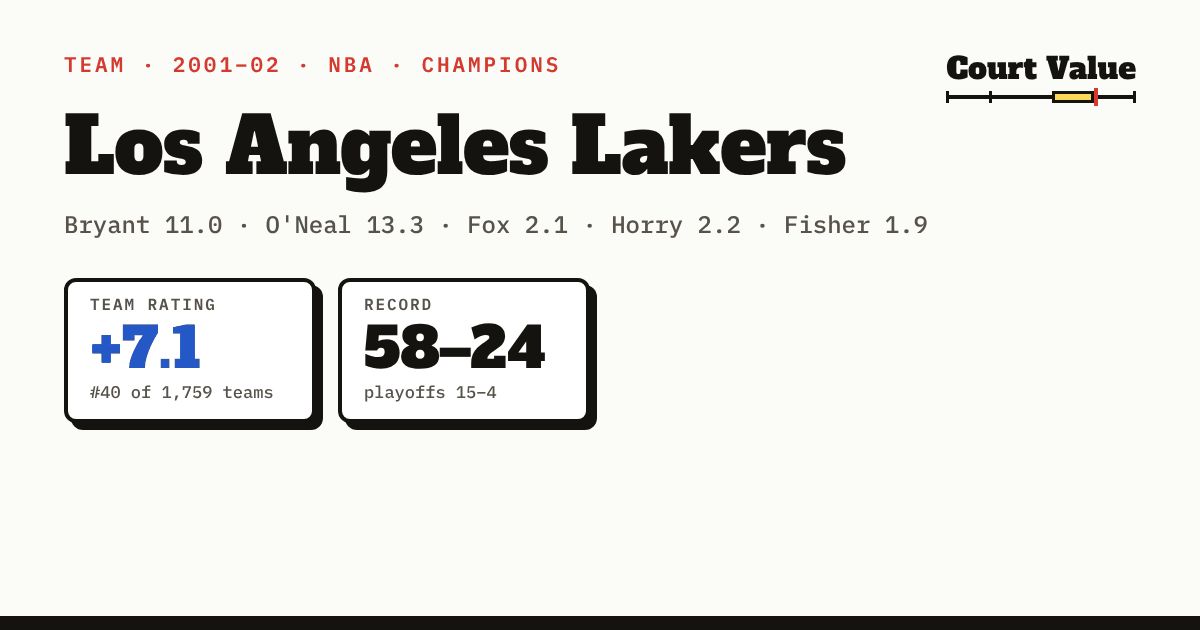 TEAM · 2001–02 · NBA · CHAMPIONS
Court Value
Los Angeles Lakers
Bryant 11.0 · O'Neal 13.3 · Fox 2.1 · Horry 2.2 · Fisher 1.9
TEAM RATING
+7.1
#40 of 1,759 teams
RECORD
58–24
playoffs 15–4